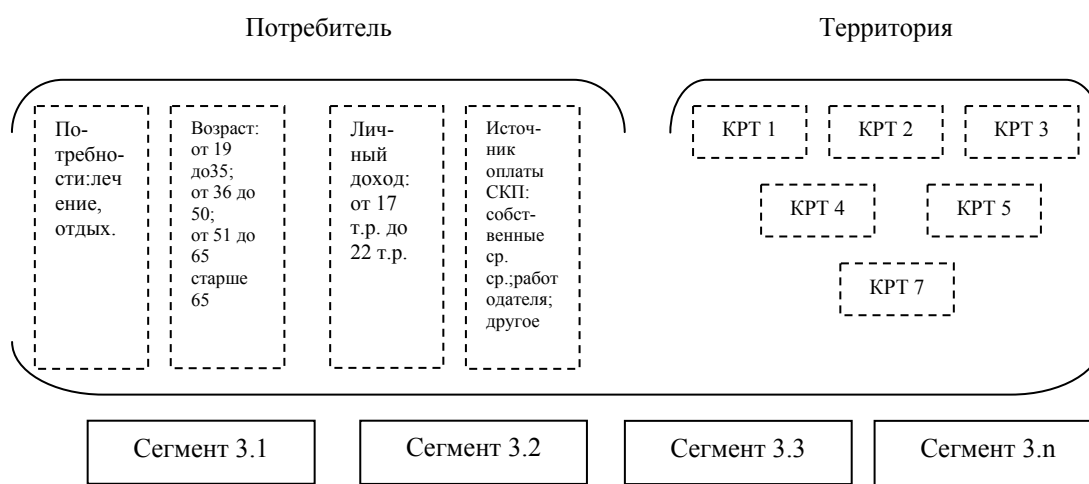 Потребитель
Территория
По-
требно-
сти:леч
ение,
отдых.
Возраст:
от 19
до35;
от 36 до
50;
от 51 до
65
старше
65
Лич-
ный
доход:
от 17
т.р. до
22 т.р.
Источ-
ник
оплаты
СКП:
собст-
венные
ср.
ср.;работ
одателя;
другое
КРТ 1
КРТ 2
КРТ 3
КРТ 4
КРТ 5
КРТ 7
Сегмент 3.1
Сегмент 3.2
Сегмент 3.3
Сегмент 3.n